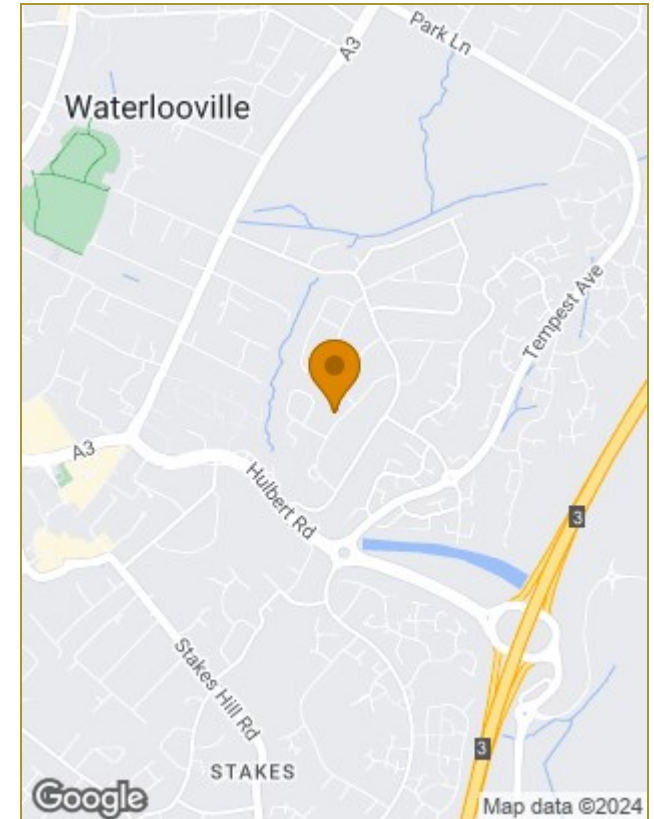 Park Ln
A3
Waterlooville
Tempest Ave
A3
Hulbert Rd
3
Stakes Hill Rd
3
STAKES
Google
Map data ©2024